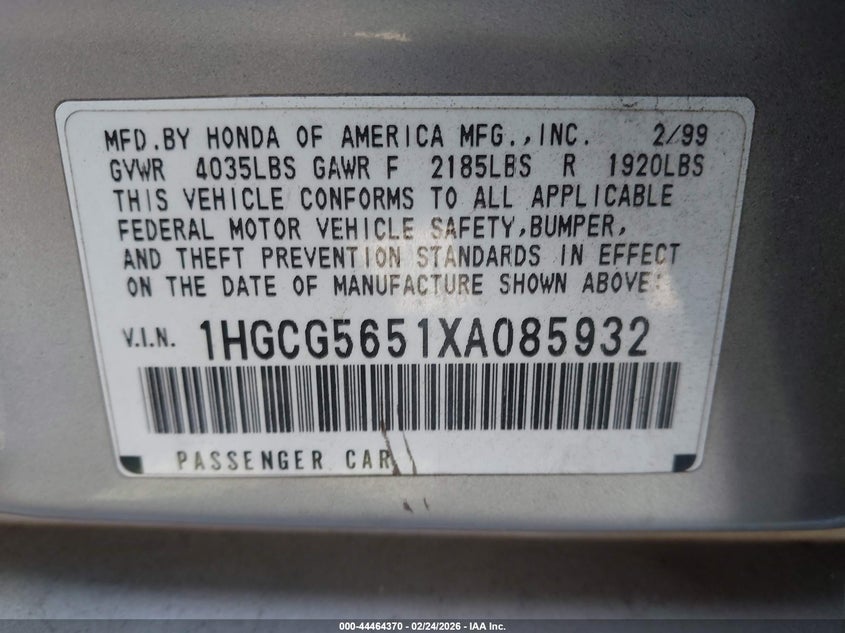 MFD.BY HONDA OF AMERICA MFG.,INC. 2/99
GVWR 4035LBS GAWR F 2185LBS R 1920LBS
THIS VEHICLE CONFORMS TO ALL APPLICABLE
FEDERAL MOTOR VEHICLE SAFETY,BUMPER,
AND THEFT PREVENTION STANDARDS IN EFFECT
ON THE DATE OF MANUFACTURE SHOWN ABOVE.
V.I.N. 1HGCG5651XA085932
PASSENGER CAR
000-44464370 - 02/24/2026 - IAA Inc.